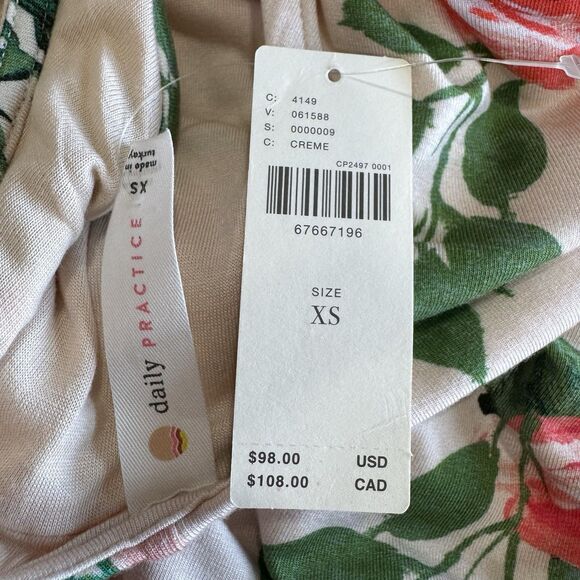 C: 4149
V: 061588
S: 0000009
C: CREME
CP2497 0001
67667196
SIZE
XS
$98.00 USD
$108.00 CAD
daily PRACTICE
XS
made in
turkey